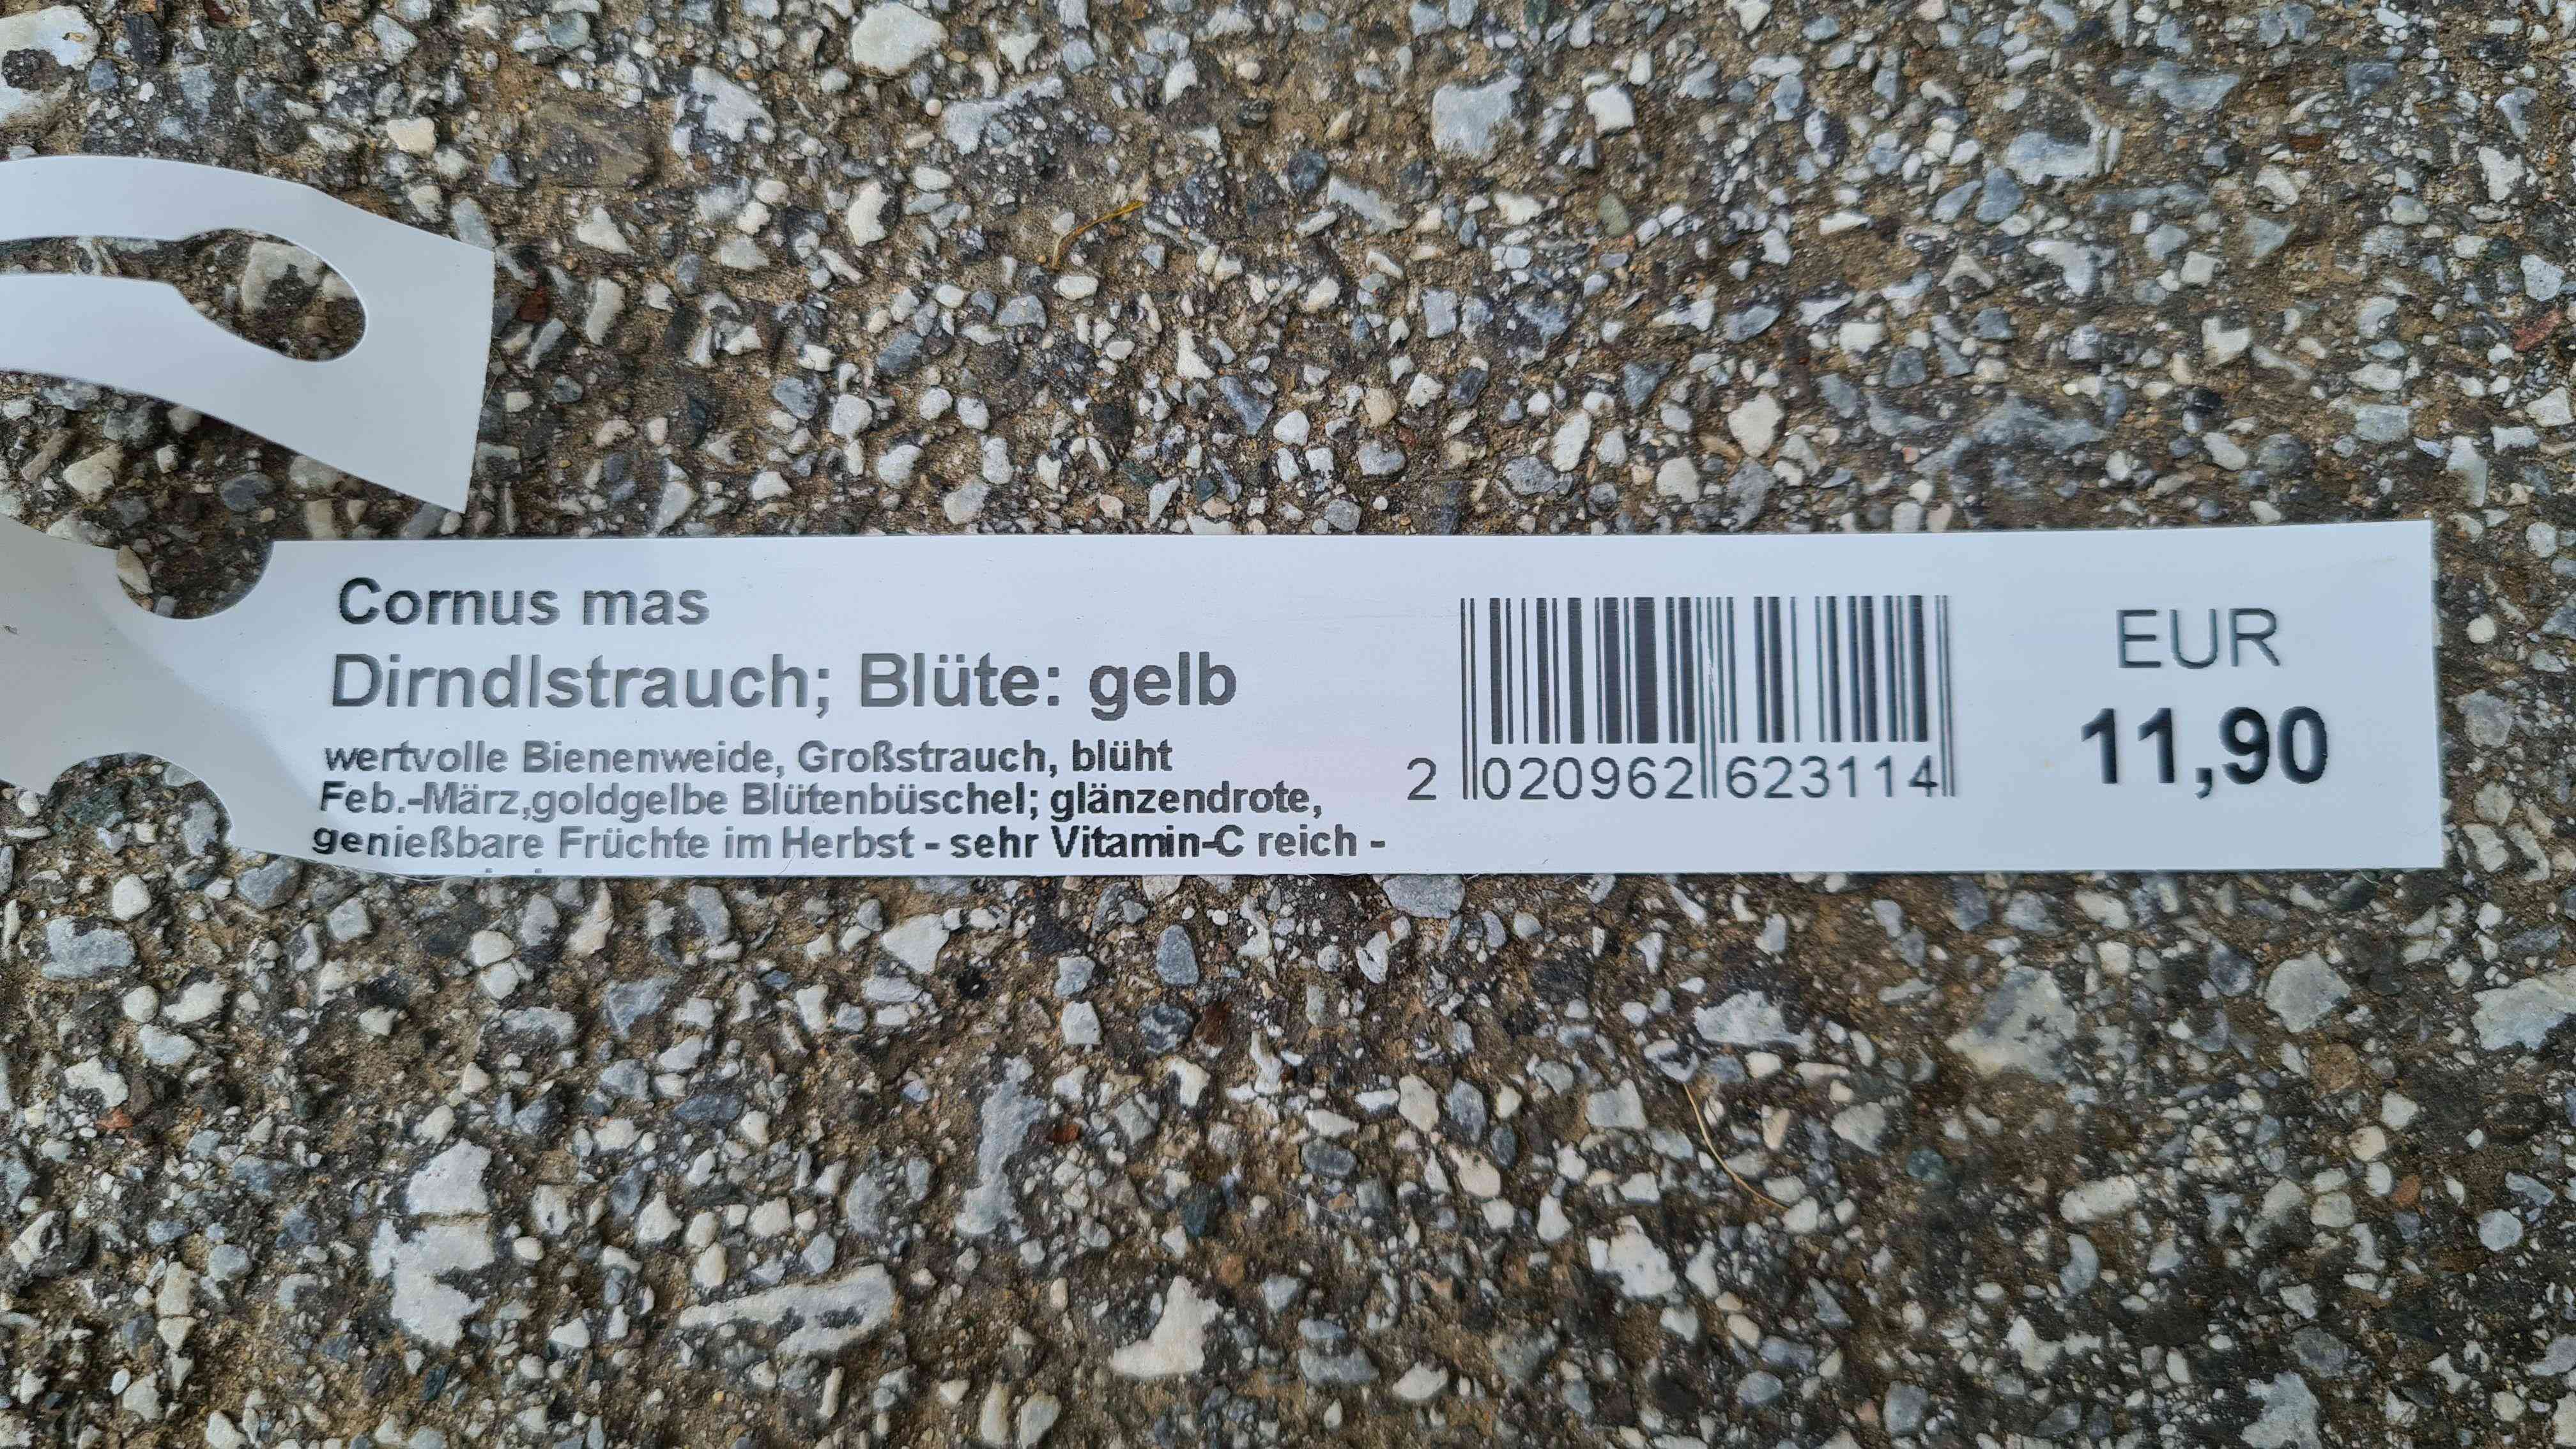 Cornus mas
Dirndlstrauch; Blüte: gelb
wertvolle Bienenweide, Großstrauch, blüht
Feb.-März,goldgelbe Blütenbüschel; glänzendrote,
genießbare Früchte im Herbst - sehr Vitamin-C reich -
2 020962 623114
EUR
11,90